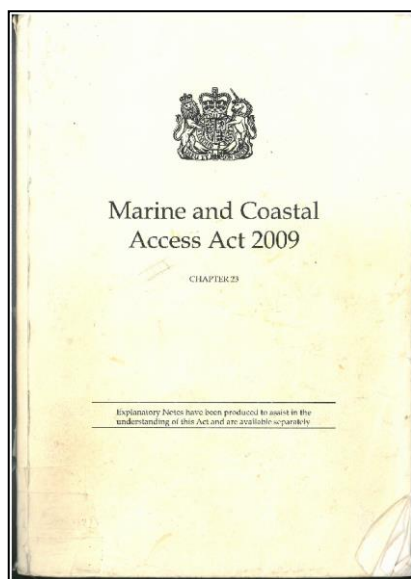 Marine and Coastal
Access Act 2009
CHAPTER 23
Explanatory Notes have been produced to assist in the
understanding of this Act and are available separately